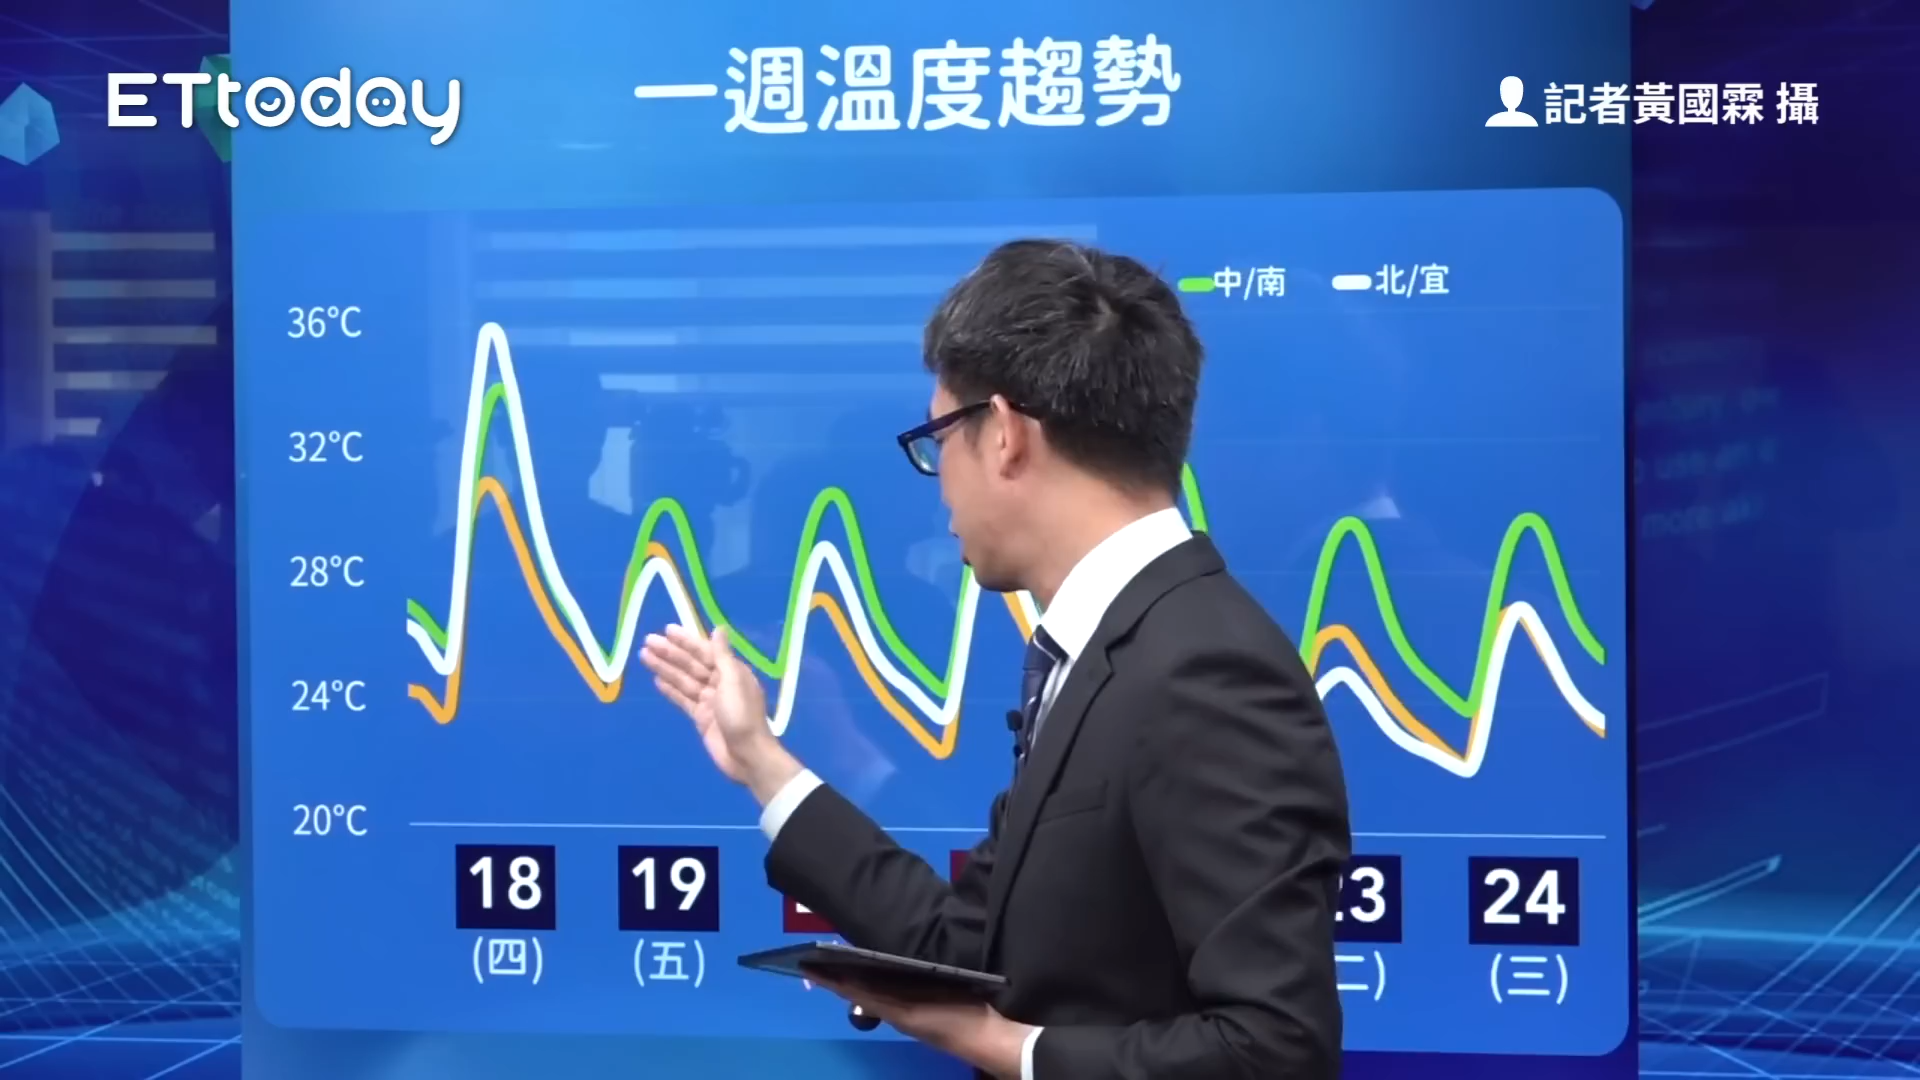 ETtoday
一週溫度趨勢
記者黃國霖 攝
中/南
北/宜
36°C
32°C
28°C
24°C
20°C
18
19
24
(四)
(五)
(三)